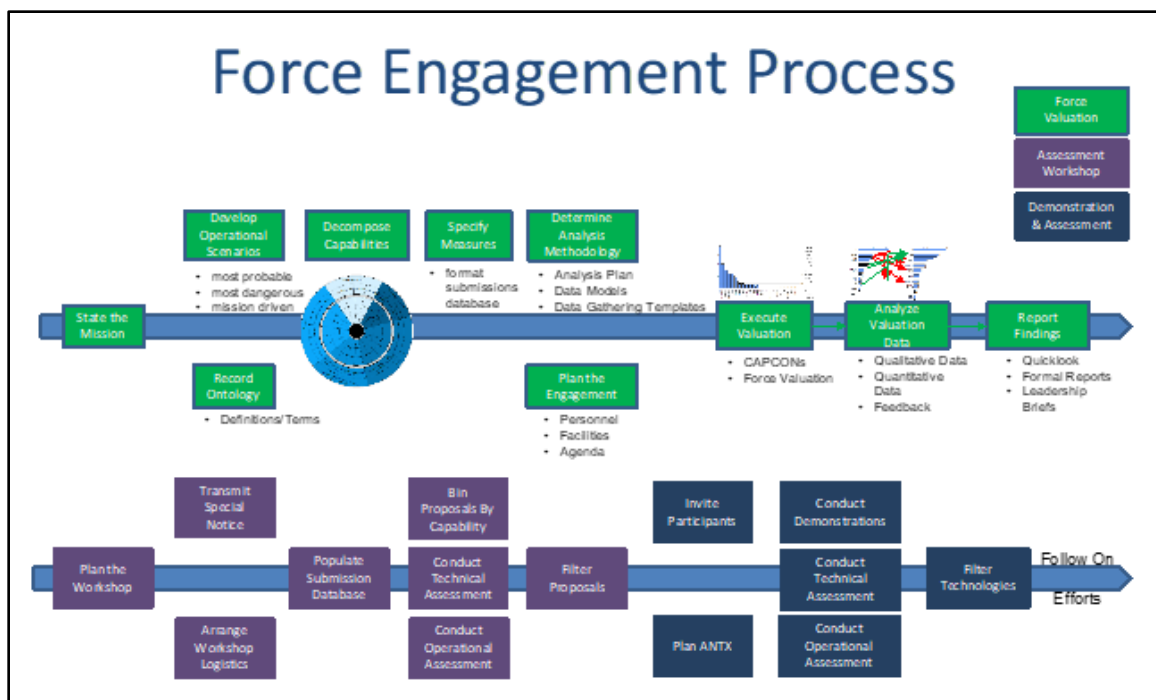 Force Engagement Process
Force
Valuation
Assessment
Workshop
Demonstration
& Assessment
Develop
Operational
Scenarios
• most probable
• most dangerous
• mission driven
Decompose
Capabilities
Specify
Measures
• format
submissions
database
Determine
Analysis
Methodology
• Analysis Plan
• Data Models
• Data Gathering Templates
State the
Mission
Execute
Valuation
• CAPCONs
• Force Valuation
Analyze
Valuation
Data
• Qualitative Data
• Quantitative
Data
• Feedback
Report
Findings
• Quicklook
• Formal Reports
• Leadership
Briefs
Record
Ontology
• Definitions/Terms
Plan the
Engagement
• Personnel
• Facilities
• Agenda
Transmit
Special
Notice
Bin
Proposals By
Capability
Invite
Participants
Conduct
Demonstrations
Plan the
Workshop
Populate
Submission
Database
Conduct
Technical
Assessment
Filter
Proposals
Conduct
Technical
Assessment
Filter
Technologies
Follow On
Efforts
Arrange
Workshop
Logistics
Conduct
Operational
Assessment
Plan ANTX
Conduct
Operational
Assessment